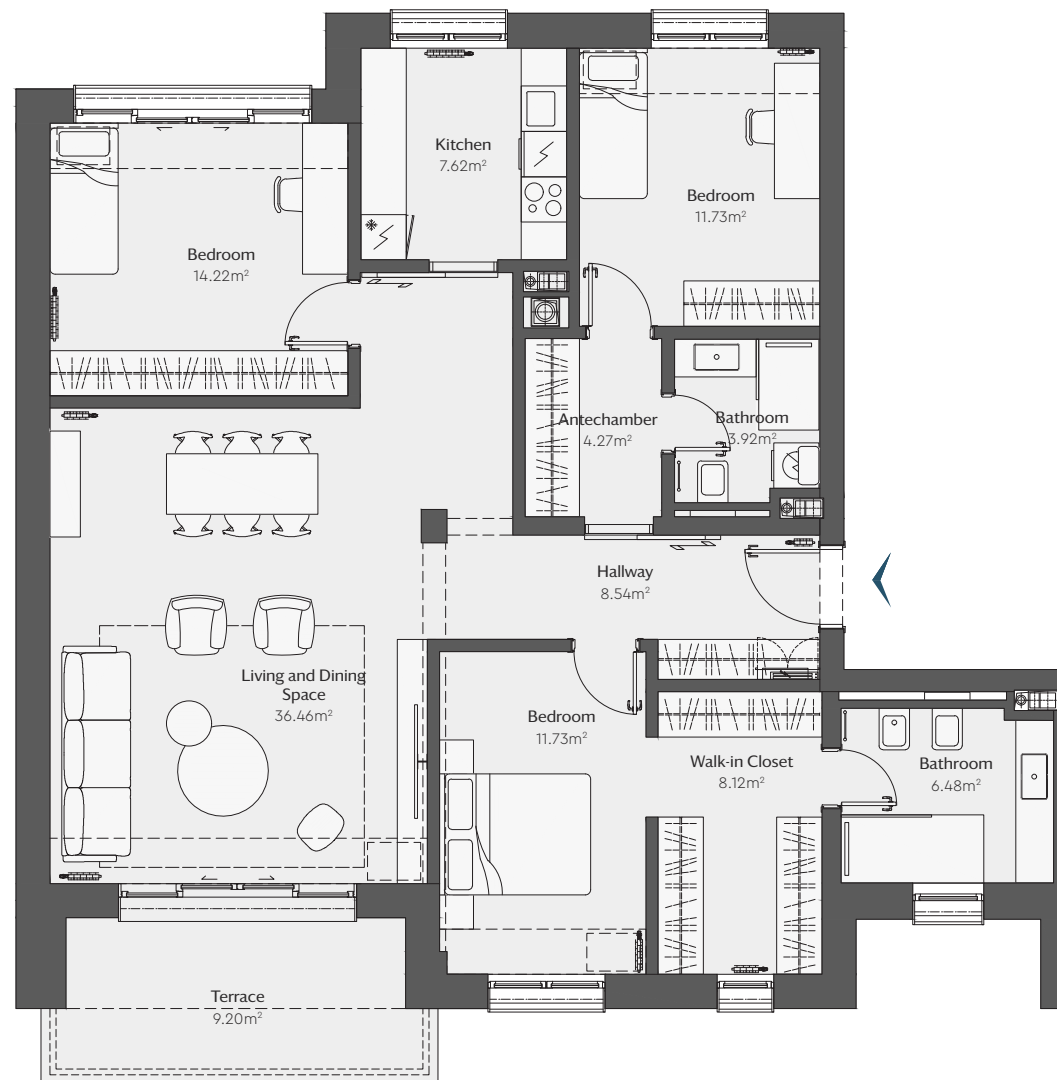 Kitchen
7.62m²
Bedroom
11.73m²
Bedroom
14.22m²
Antechamber
4.27m²
Bathroom
3.92m²
Hallway
8.54m²
Living and Dining
Space
36.46m²
Bedroom
11.73m²
Walk-in Closet
8.12m²
Bathroom
6.48m²
Terrace
9.20m²